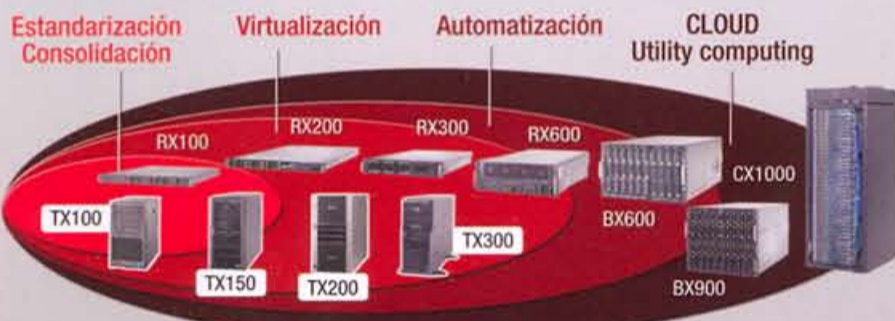 Estandarización
Consolidación
Virtualización
Automatización
CLOUD
Utility computing
RX100
RX200
RX300
RX600
CX1000
TX100
TX150
TX200
TX300
BX600
BX900